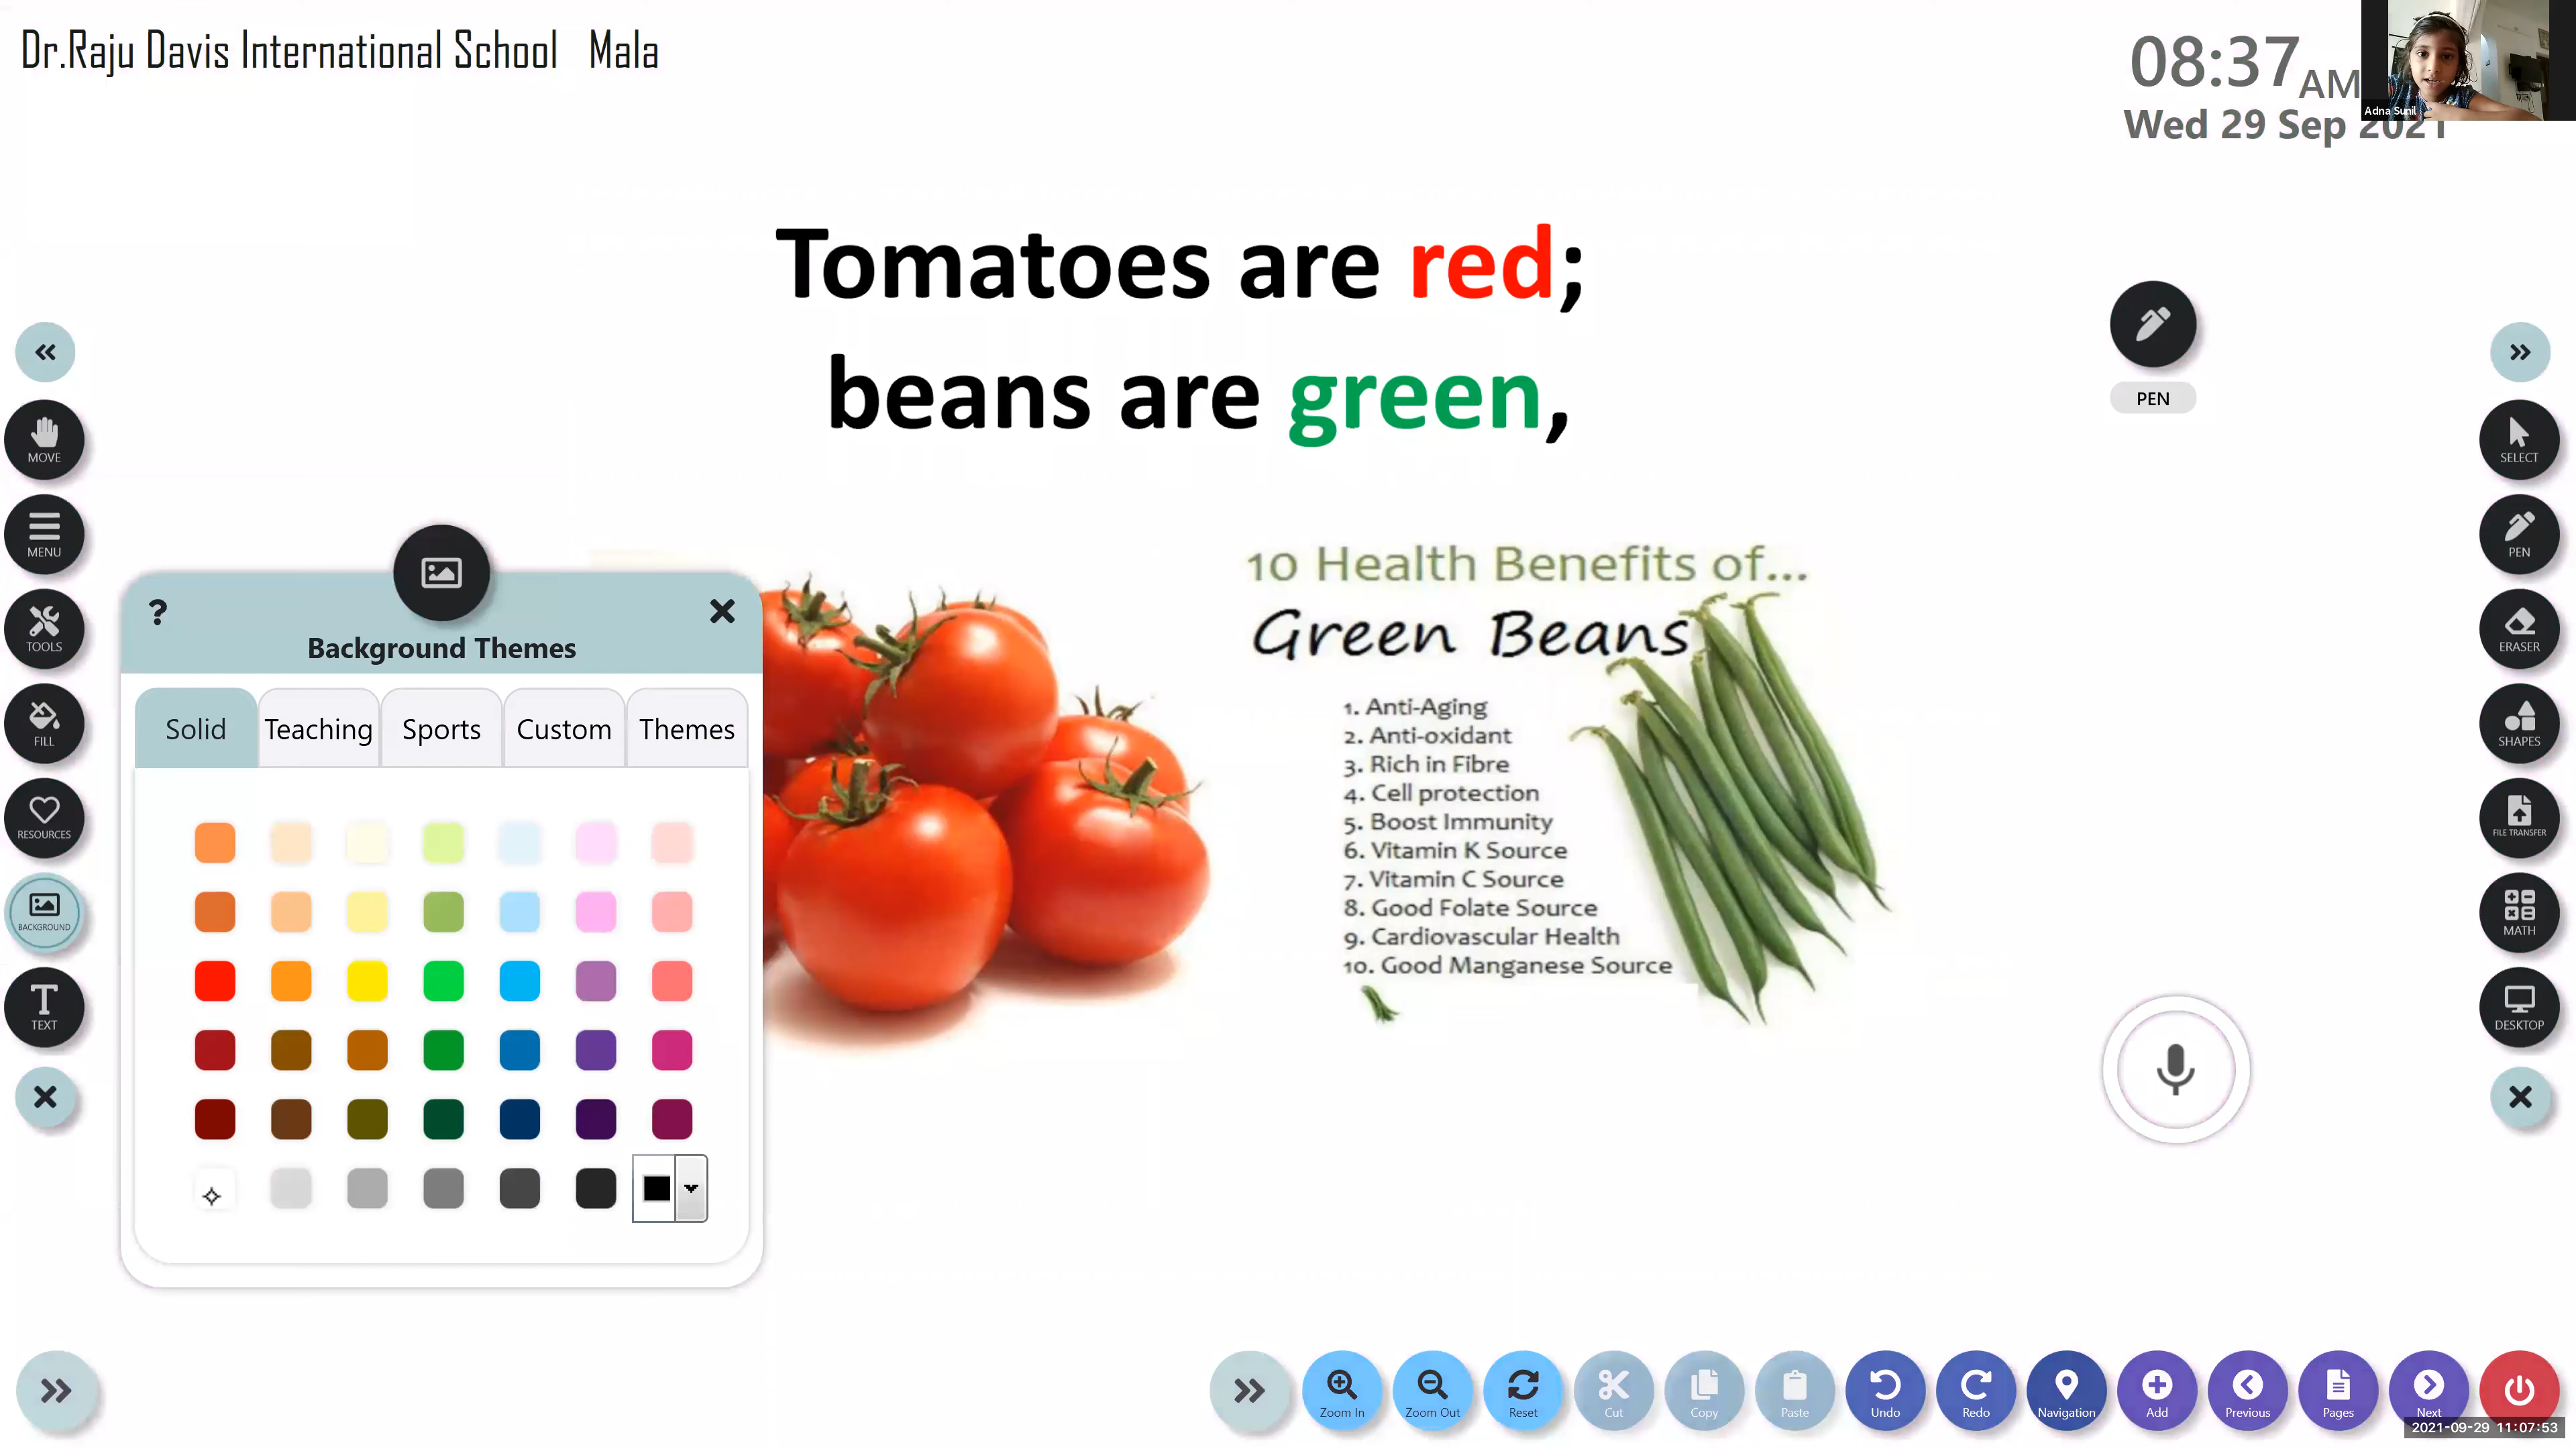 Dr.Raju Davis International School Mala
08:37 AM
Wed 29 Sep 2021
Adna Sunil
Tomatoes are red;
beans are green,
PEN
MOVE
MENU
TOOLS
FILL
RESOURCES
BACKGROUND
TEXT
?
Background Themes
Solid
Teaching
Sports
Custom
Themes
10 Health Benefits of...
Green Beans
1. Anti-Aging
2. Anti-oxidant
3. Rich in Fibre
4. Cell protection
5. Boost Immunity
6. Vitamin K Source
7. Vitamin C Source
8. Good Folate Source
9. Cardiovascular Health
10. Good Manganese Source
SELECT
PEN
ERASER
SHAPES
FILE TRANSFER
MATH
DESKTOP
Zoom In
Zoom Out
Reset
Cut
Copy
Paste
Undo
Redo
Navigation
Add
Previous
Pages
Next
2021-09-29 11:07:53